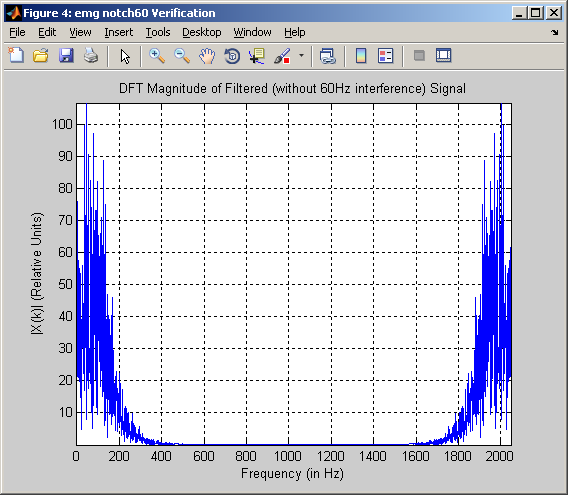 Figure 4: emg notch60 Verification
File Edit View Insert Tools Desktop Window Help
DFT Magnitude of Filtered (without 60Hz interference) Signal
100
90
80
70
60
50
40
30
20
10
|X(k)| (Relative Units)
0 200 400 600 800 1000 1200 1400 1600 1800 2000
Frequency (in Hz)